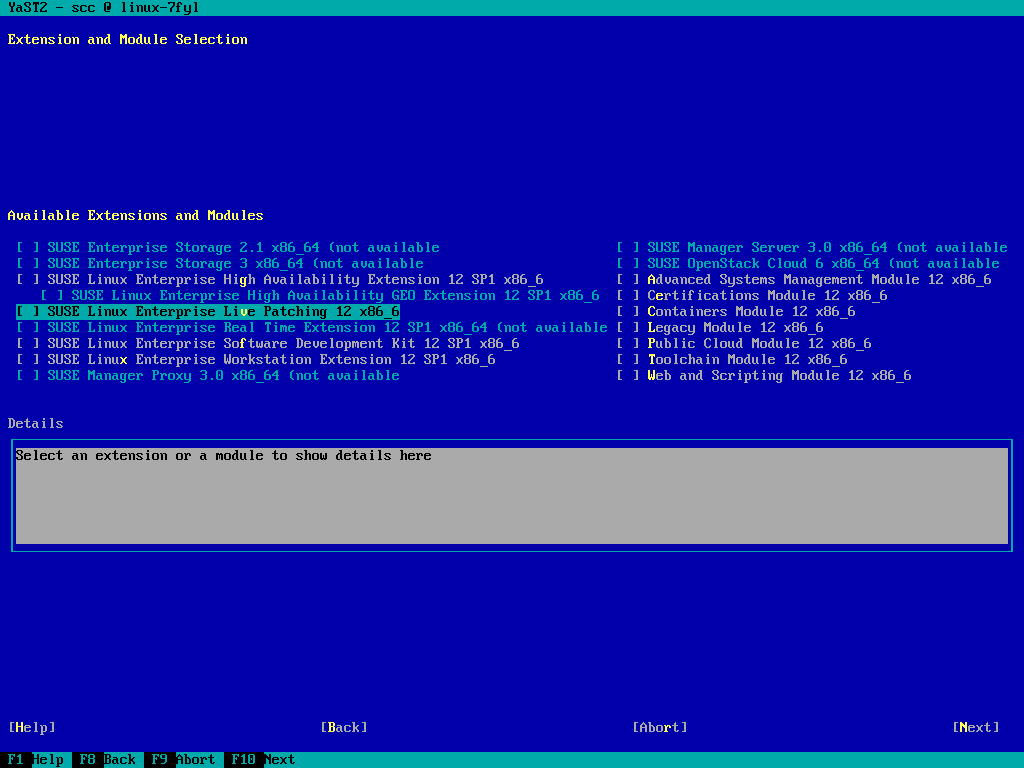 YaST2 - scc @ linux-7fyl
Extension and Module Selection
Available Extensions and Modules
[ ] SUSE Enterprise Storage 2.1 x86_64 (not available
[ ] SUSE Enterprise Storage 3 x86_64 (not available
[ ] SUSE Linux Enterprise High Availability Extension 12 SP1 x86_6
[ ] SUSE Linux Enterprise High Availability GEO Extension 12 SP1 x86_6
[ ] SUSE Linux Enterprise Live Patching 12 x86_6
[ ] SUSE Linux Enterprise Real Time Extension 12 SP1 x86_64 (not available
[ ] SUSE Linux Enterprise Software Development Kit 12 SP1 x86_6
[ ] SUSE Linux Enterprise Workstation Extension 12 SP1 x86_6
[ ] SUSE Manager Proxy 3.0 x86_64 (not available
[ ] SUSE Manager Server 3.0 x86_64 (not available
[ ] SUSE OpenStack Cloud 6 x86_64 (not available
[ ] Advanced Systems Management Module 12 x86_6
[ ] Certifications Module 12 x86_6
[ ] Containers Module 12 x86_6
[ ] Legacy Module 12 x86_6
[ ] Public Cloud Module 12 x86_6
[ ] Toolchain Module 12 x86_6
[ ] Web and Scripting Module 12 x86_6
Details
Select an extension or a module to show details here
[Help] [Back] [Abort] [Next]
F1 Help F8 Back F9 Abort F10 Next